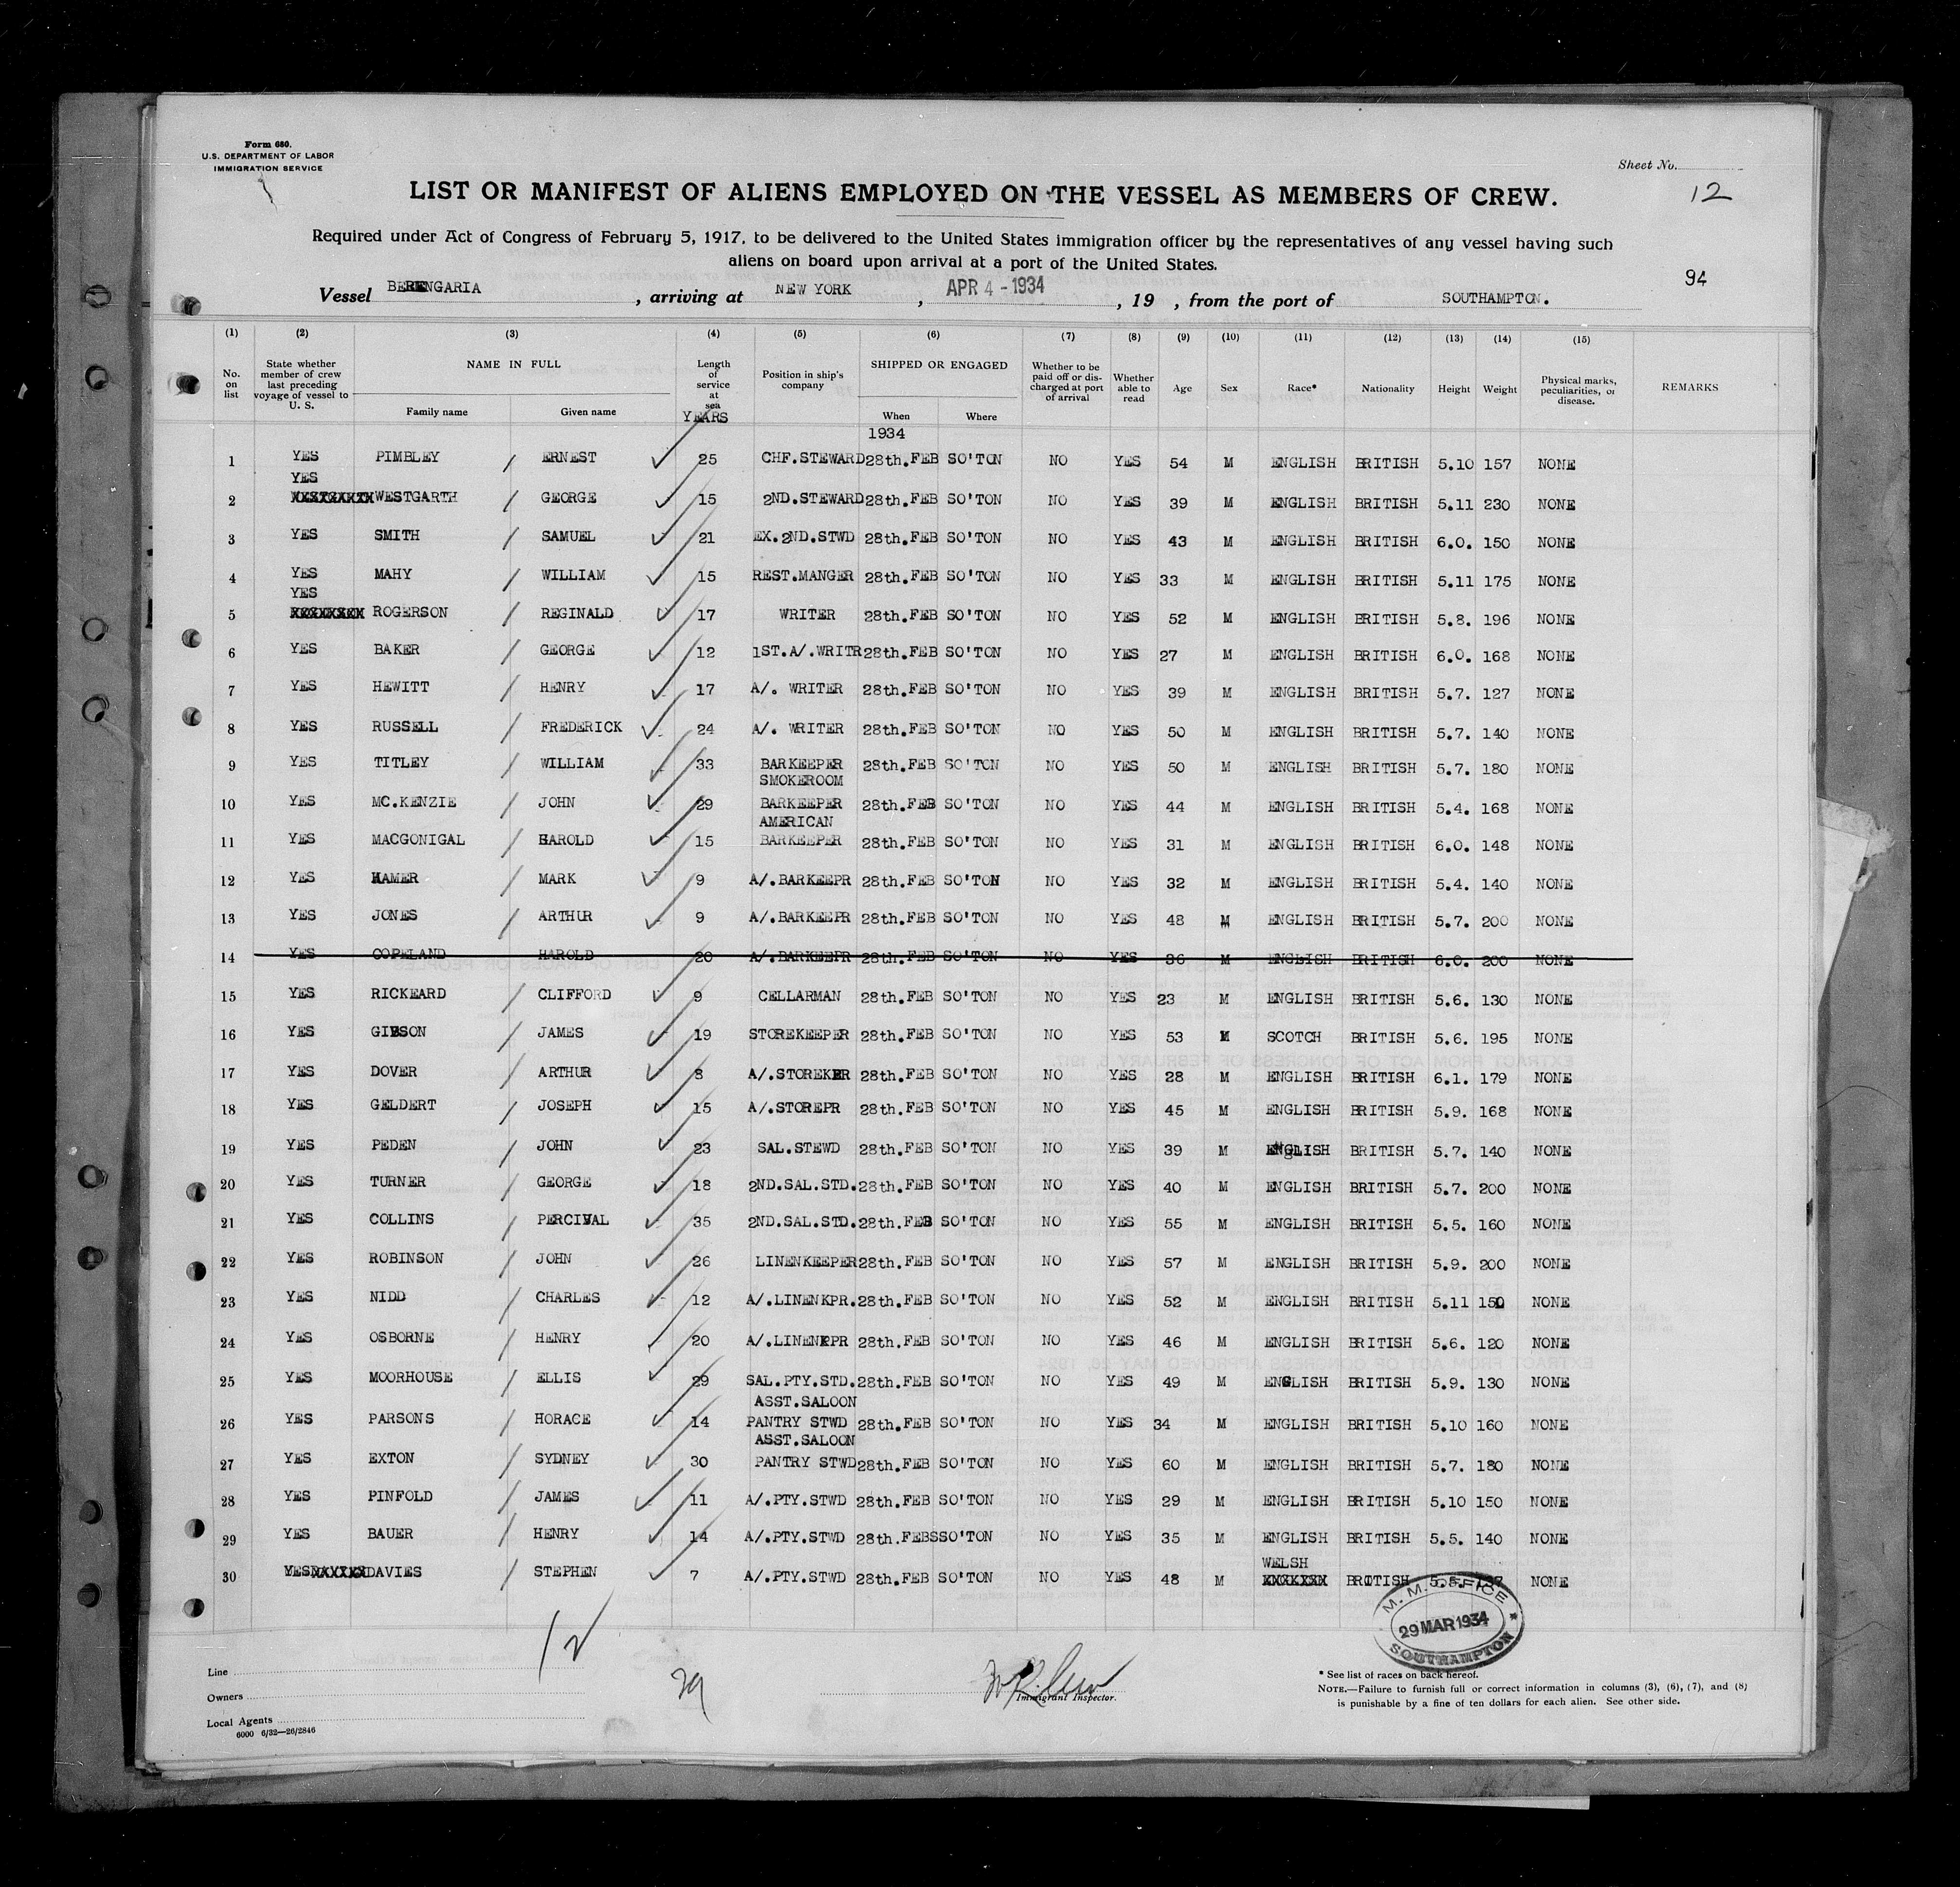 Form 680.
U.S. DEPARTMENT OF LABOR
IMMIGRATION SERVICE
Sheet No.
12
LIST OR MANIFEST OF ALIENS EMPLOYED ON THE VESSEL AS MEMBERS OF CREW.
Required under Act of Congress of February 5, 1917, to be delivered to the United States immigration officer by the representatives of any vessel having such
aliens on board upon arrival at a port of the United States.
94
Vessel BERENGARIA, arriving at NEW YORK, APR 4-1934, 19 , from the port of SOUTHAMPTON.
(1) (2) (3) (4) (5) (6) (7) (8) (9) (10) (11) (12) (13) (14) (15)
No. on list State whether member of crew last preceding voyage of vessel to U. S. NAME IN FULL Length of service at sea Position in ship's company SHIPPED OR ENGAGED Whether to be paid off or discharged at port of arrival Whether able to read Age Sex Race* Nationality Height Weight Physical marks, peculiarities, or disease. REMARKS
Family name Given name YEARS When Where
1934
1 YES PIMBLEY / ERNEST 25 CHF.STEWARD 28th.FEB SO'TON NO YES 54 M ENGLISH BRITISH 5.10 157 NONE
2 YES WESTGARTH / GEORGE 15 2ND.STEWARD 28th.FEB SO'TON NO YES 39 M ENGLISH BRITISH 5.11 230 NONE
3 YES SMITH / SAMUEL 21 EX.2ND.STWD 28th.FEB SO'TON NO YES 43 M ENGLISH BRITISH 6.0. 150 NONE
4 YES MAHY / WILLIAM 15 REST.MANGER 28th.FEB SO'TON NO YES 33 M ENGLISH BRITISH 5.11 175 NONE
5 YES ROGERSON / REGINALD 17 WRITER 28th.FEB SO'TON NO YES 52 M ENGLISH BRITISH 5.8. 196 NONE
6 YES BAKER / GEORGE 12 1ST.A/.WRITR 28th.FEB SO'TON NO YES 27 M ENGLISH BRITISH 6.0. 168 NONE
7 YES HEWITT / HENRY 17 A/. WRITER 28th.FEB SO'TON NO YES 39 M ENGLISH BRITISH 5.7. 127 NONE
8 YES RUSSELL / FREDERICK 24 A/. WRITER 28th.FEB SO'TON NO YES 50 M ENGLISH BRITISH 5.7. 140 NONE
9 YES TITLEY / WILLIAM 33 BARKEEPER 28th.FEB SO'TON NO YES 50 M ENGLISH BRITISH 5.7. 180 NONE
SMOKEROOM
10 YES MC.KENZIE / JOHN 29 BARKEEPER 28th.FEB SO'TON NO YES 44 M ENGLISH BRITISH 5.4. 168 NONE
AMERICAN
11 YES MACGONIGAL / HAROLD 15 BARKEEPER 28th.FEB SO'TON NO YES 31 M ENGLISH BRITISH 6.0. 148 NONE
12 YES HAMER / MARK 9 A/.BARKEEPR 28th.FEB SO'TON NO YES 32 M ENGLISH BRITISH 5.4. 140 NONE
13 YES JONES / ARTHUR 9 A/.BARKEEPR 28th.FEB SO'TON NO YES 48 M ENGLISH BRITISH 5.7. 200 NONE
14 YES COPELAND HAROLD 20 A/.BARKEEPR 28th.FEB SO'TON NO YES 36 M ENGLISH BRITISH 6.0. 200 NONE
15 YES RICKEARD / CLIFFORD 9 CELLARMAN 28th.FEB SO'TON NO YES 23 M ENGLISH BRITISH 5.6. 130 NONE
16 YES GIBSON / JAMES 19 STOREKEEPER 28th.FEB SO'TON NO YES 53 M SCOTCH BRITISH 5.6. 195 NONE
17 YES DOVER / ARTHUR 8 A/.STOREKER 28th.FEB SO'TON NO YES 28 M ENGLISH BRITISH 6.1. 179 NONE
18 YES GELDERT / JOSEPH 15 A/.STOREPR 28th.FEB SO'TON NO YES 45 M ENGLISH BRITISH 5.9. 168 NONE
19 YES PEDEN / JOHN 23 SAL.STEWD 28th.FEB SO'TON NO YES 39 M ENGLISH BRITISH 5.7. 140 NONE
20 YES TURNER / GEORGE 18 2ND.SAL.STD. 28th.FEB SO'TON NO YES 40 M ENGLISH BRITISH 5.7. 200 NONE
21 YES COLLINS / PERCIVAL 35 2ND.SAL.STD. 28th.FEB SO'TON NO YES 55 M ENGLISH BRITISH 5.5. 160 NONE
22 YES ROBINSON / JOHN 26 LINENKEEPER 28th.FEB SO'TON NO YES 57 M ENGLISH BRITISH 5.9. 200 NONE
23 YES NIDD / CHARLES 12 A/.LINENKPR. 28th.FEB SO'TON NO YES 52 M ENGLISH BRITISH 5.11 150 NONE
24 YES OSBORNE / HENRY 20 A/.LINENKPR 28th.FEB SO'TON NO YES 46 M ENGLISH BRITISH 5.6. 120 NONE
25 YES MOORHOUSE / ELLIS 29 SAL.PTY.STD. 28th.FEB SO'TON NO YES 49 M ENGLISH BRITISH 5.9. 130 NONE
ASST.SALOON
26 YES PARSONS / HORACE 14 PANTRY STWD 28th.FEB SO'TON NO YES 34 M ENGLISH BRITISH 5.10 160 NONE
ASST.SALOON
27 YES EXTON / SYDNEY 30 PANTRY STWD 28th.FEB SO'TON NO YES 60 M ENGLISH BRITISH 5.7. 180 NONE
28 YES PINFOLD / JAMES 11 A/.PTY.STWD 28th.FEB SO'TON NO YES 29 M ENGLISH BRITISH 5.10 150 NONE
29 YES BAUER / HENRY 14 A/.PTY.STWD 28th.FEBSSO'TON NO YES 35 M ENGLISH BRITISH 5.5. 140 NONE
WELSH
30 YES DAVIES / STEPHEN 7 A/.PTY.STWD 28th.FEB SO'TON NO YES 48 M BRITISH 5.5. NONE
M. M. OFFICE
29 MAR 1934
SOUTHAMPTON
12
29
Line
Owners
Local Agents
6000 6/32—26/2846
Immigrant Inspector.
* See list of races on back hereof.
NOTE.—Failure to furnish full or correct information in columns (3), (6), (7), and (8)
is punishable by a fine of ten dollars for each alien. See other side.